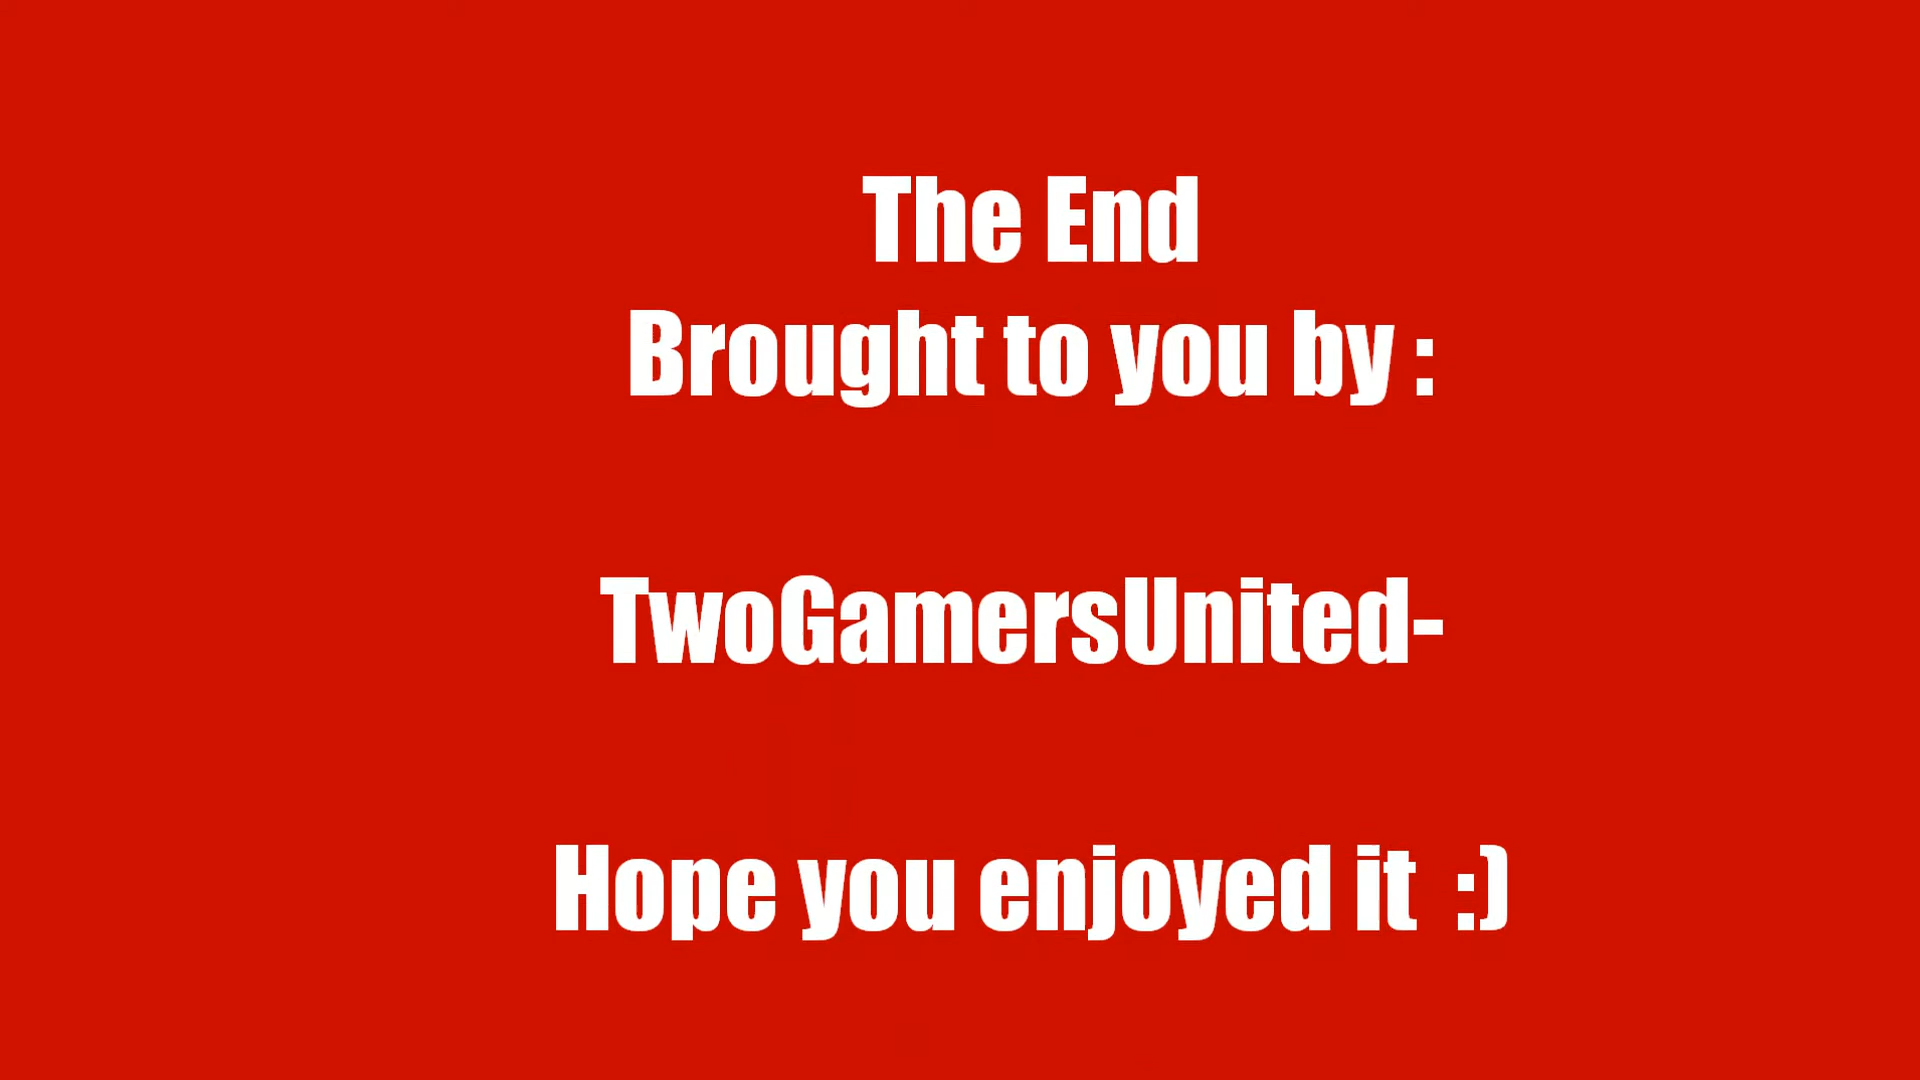 The End
Brought to you by :
TwoGamersUnited-
Hope you enjoyed it  :)